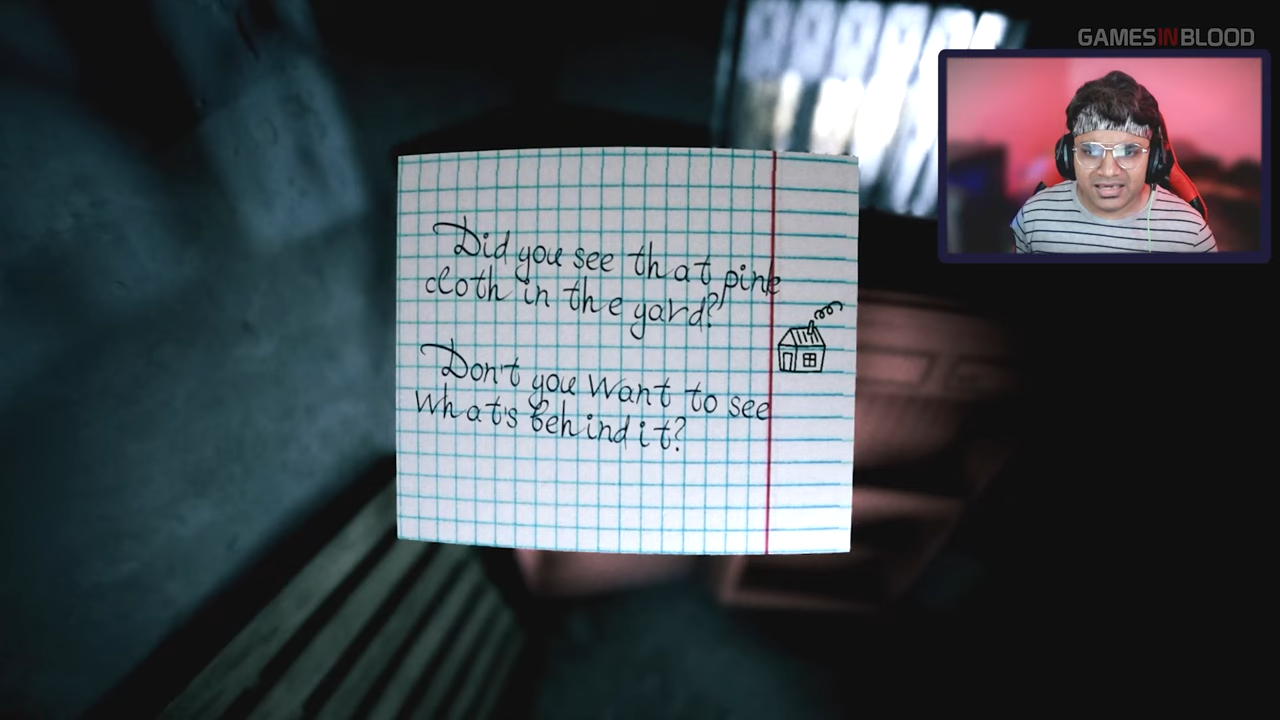 GAMESINBLOOD
Did you see that pink
cloth in the yard?
Don't you want to see
what's behind it?